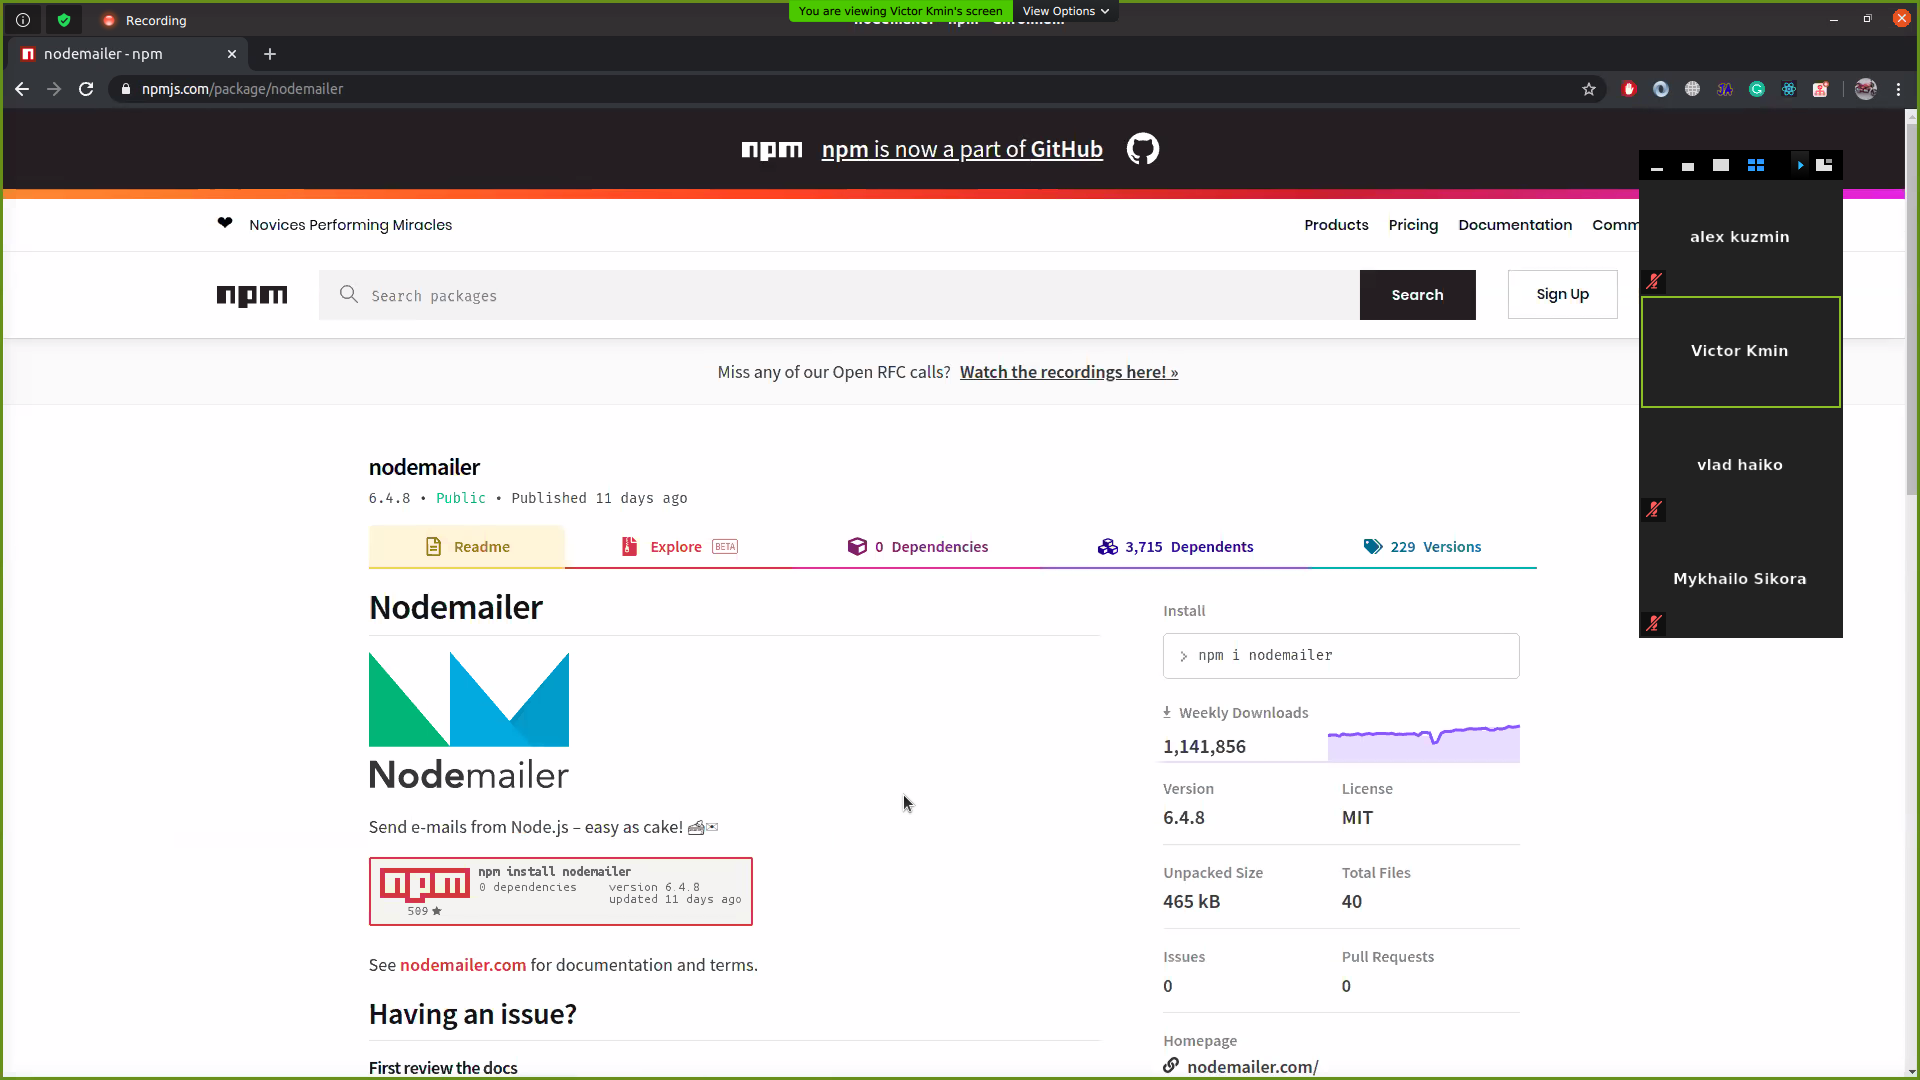 Recording
You are viewing Victor Kmin's screen
View Options
nodemailer - npm
npmjs.com/package/nodemailer
npm
npm is now a part of GitHub
Novices Performing Miracles
Products
Pricing
Documentation
Comm
npm
Search packages
Search
Sign Up
alex kuzmin
Victor Kmin
vlad haiko
Mykhailo Sikora
Miss any of our Open RFC calls? Watch the recordings here! »
nodemailer
6.4.8 • Public • Published 11 days ago
Readme
Explore BETA
0 Dependencies
3,715 Dependents
229 Versions
Nodemailer
Nodemailer
Send e-mails from Node.js – easy as cake! 🍰✉️
npm
npm install nodemailer
0 dependencies version 6.4.8
updated 11 days ago
509 ★
See nodemailer.com for documentation and terms.
Having an issue?
First review the docs
Install
npm i nodemailer
Weekly Downloads
1,141,856
Version
6.4.8
License
MIT
Unpacked Size
465 kB
Total Files
40
Issues
0
Pull Requests
0
Homepage
nodemailer.com/